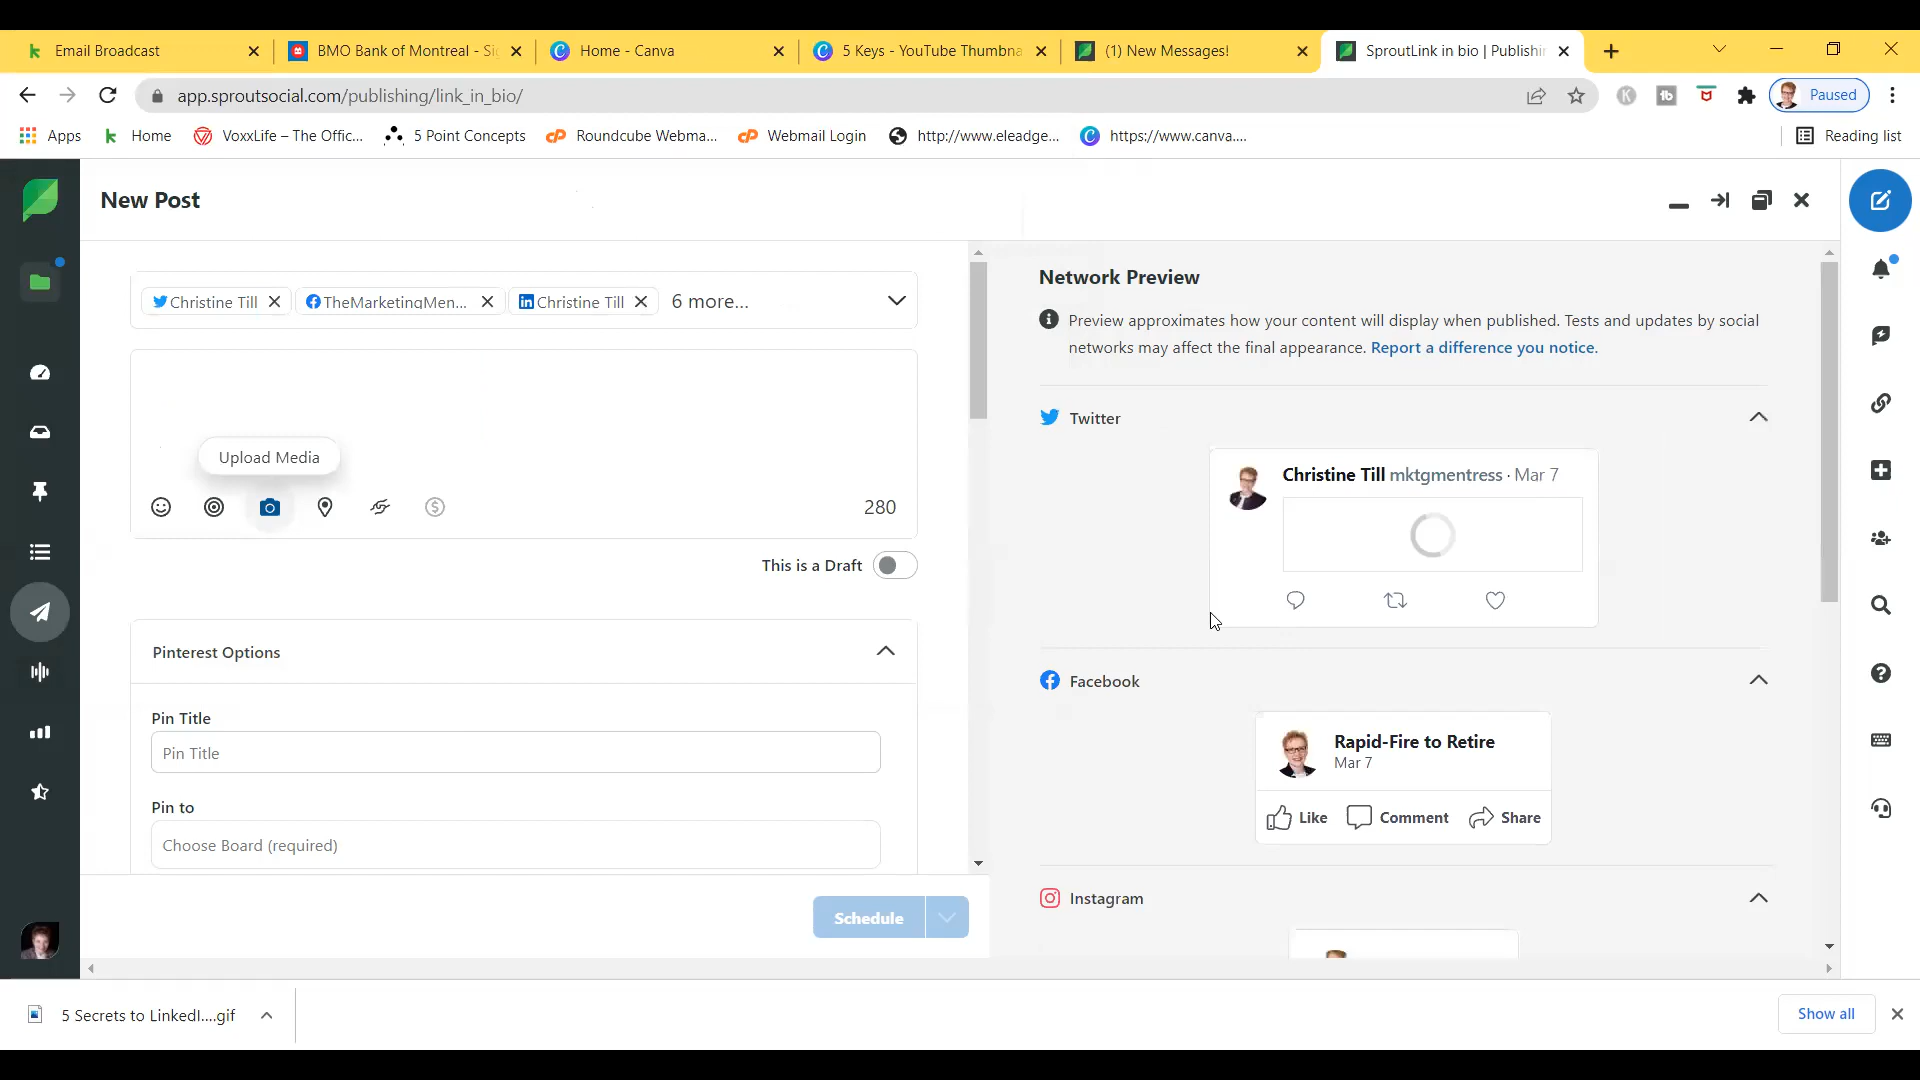 Email Broadcast
BMO Bank of Montreal - Sig
Home - Canva
5 Keys - YouTube Thumbna
(1) New Messages!
SproutLink in bio | Publishin
app.sproutsocial.com/publishing/link_in_bio/
Paused
Apps
Home
VoxxLife – The Offic...
5 Point Concepts
Roundcube Webma...
Webmail Login
http://www.eleadge...
https://www.canva....
Reading list
New Post
Christine Till
TheMarketingMen...
Christine Till
6 more...
Upload Media
280
This is a Draft
Pinterest Options
Pin Title
Pin Title
Pin to
Choose Board (required)
Schedule
Network Preview
Preview approximates how your content will display when published. Tests and updates by social
networks may affect the final appearance. Report a difference you notice.
Twitter
Christine Till mktgmentress · Mar 7
Facebook
Rapid-Fire to Retire
Mar 7
Like
Comment
Share
Instagram
5 Secrets to LinkedI....gif
Show all